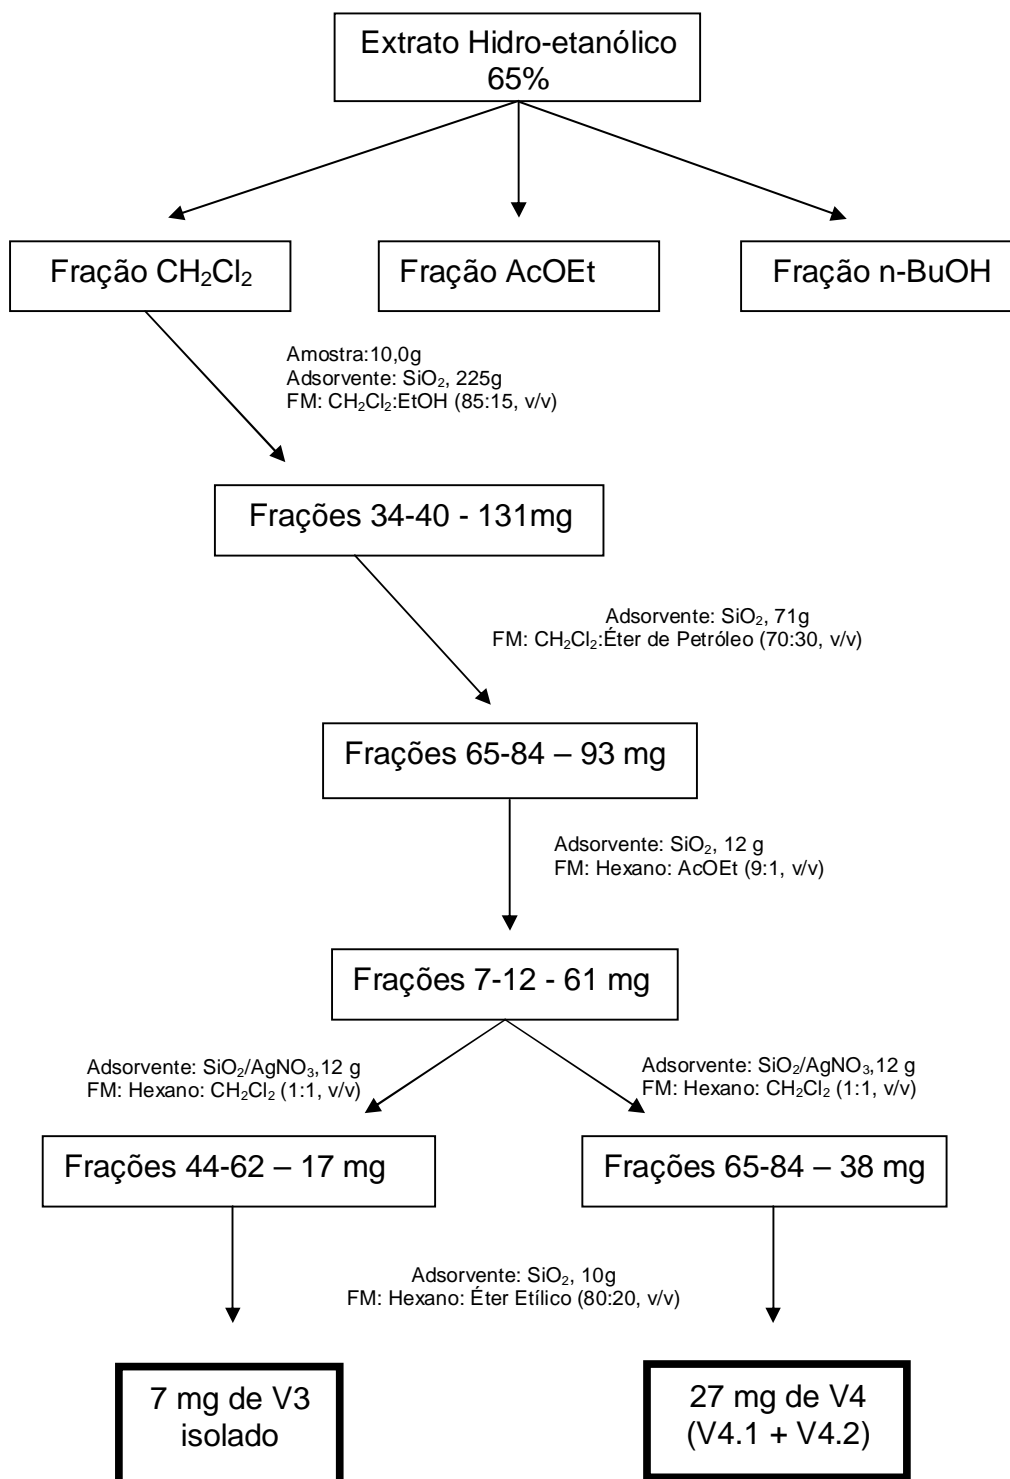 Extrato Hidro-etanólico
65%
Fração CH₂Cl₂
Fração AcOEt
Fração n-BuOH
Amostra:10,0g
Adsorvente: SiO₂, 225g
FM: CH₂Cl₂:EtOH (85:15, v/v)
Frações 34-40 - 131mg
Adsorvente: SiO₂, 71g
FM: CH₂Cl₂:Éter de Petróleo (70:30, v/v)
Frações 65-84 – 93 mg
Adsorvente: SiO₂, 12 g
FM: Hexano: AcOEt (9:1, v/v)
Frações 7-12 - 61 mg
Adsorvente: SiO₂/AgNO₃,12 g
FM: Hexano: CH₂Cl₂ (1:1, v/v)
Adsorvente: SiO₂/AgNO₃,12 g
FM: Hexano: CH₂Cl₂ (1:1, v/v)
Frações 44-62 – 17 mg
Frações 65-84 – 38 mg
Adsorvente: SiO₂, 10g
FM: Hexano: Éter Etílico (80:20, v/v)
7 mg de V3
isolado
27 mg de V4
(V4.1 + V4.2)